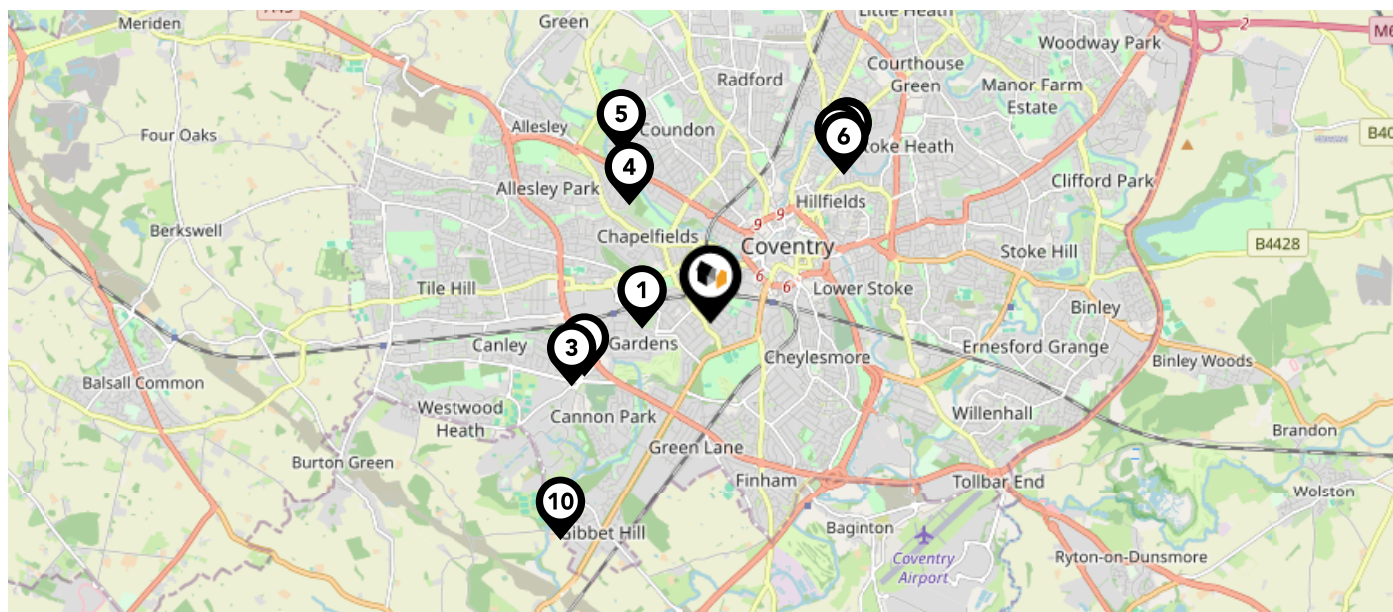 A45
Little Heath
Meriden
Green
2
M6
Woodway Park
Radford
Courthouse
Green
Manor Farm
Estate
5
Four Oaks
Allesley
Coundon
6
Stoke Heath
B40
4
Allesley Park
Clifford Park
Hillfields
9
9
Berkswell
Chapelfields
Coventry
Stoke Hill
B4428
6
6
1
Tile Hill
Lower Stoke
Binley
3
Canley
Gardens
Cheylesmore
Ernesford Grange
Binley Woods
Balsall Common
Westwood
Heath
Cannon Park
Willenhall
Brandon
Green Lane
Burton Green
Finham
Tollbar End
Wolston
10
Gibbet Hill
Baginton
Coventry
Airport
Ryton-on-Dunsmore